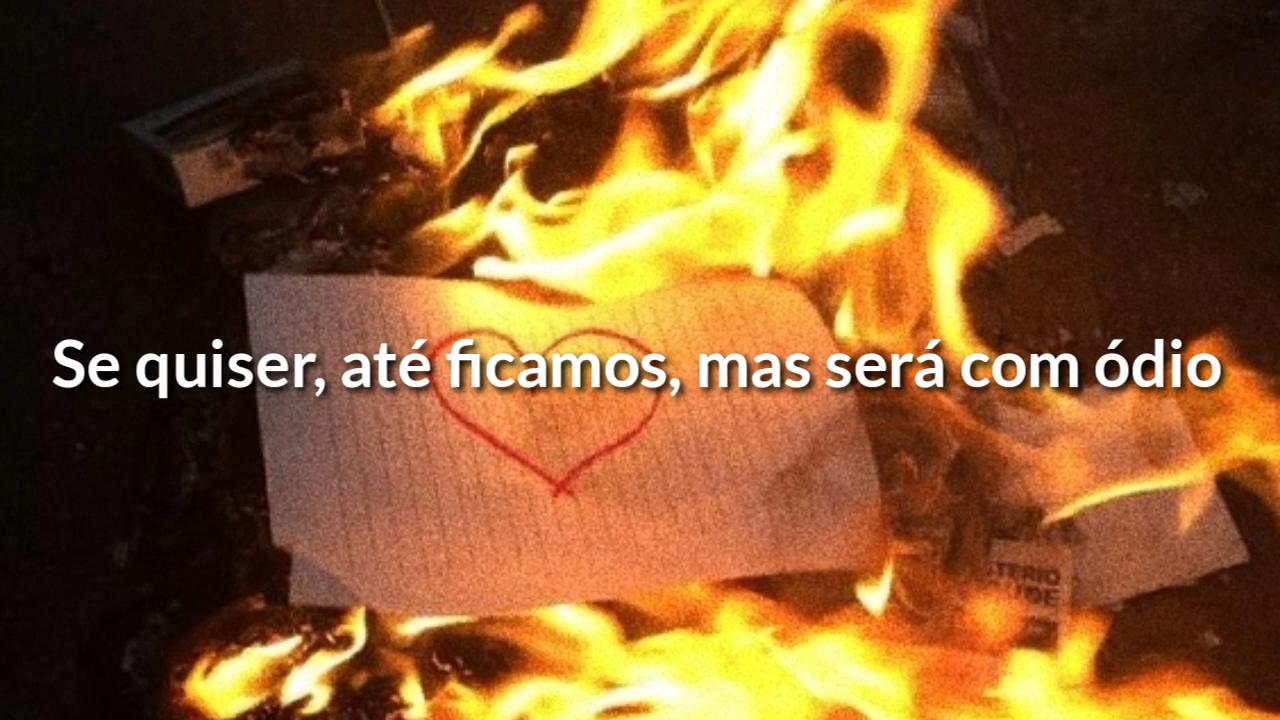 Se quiser, até ficamos, mas será com ódio